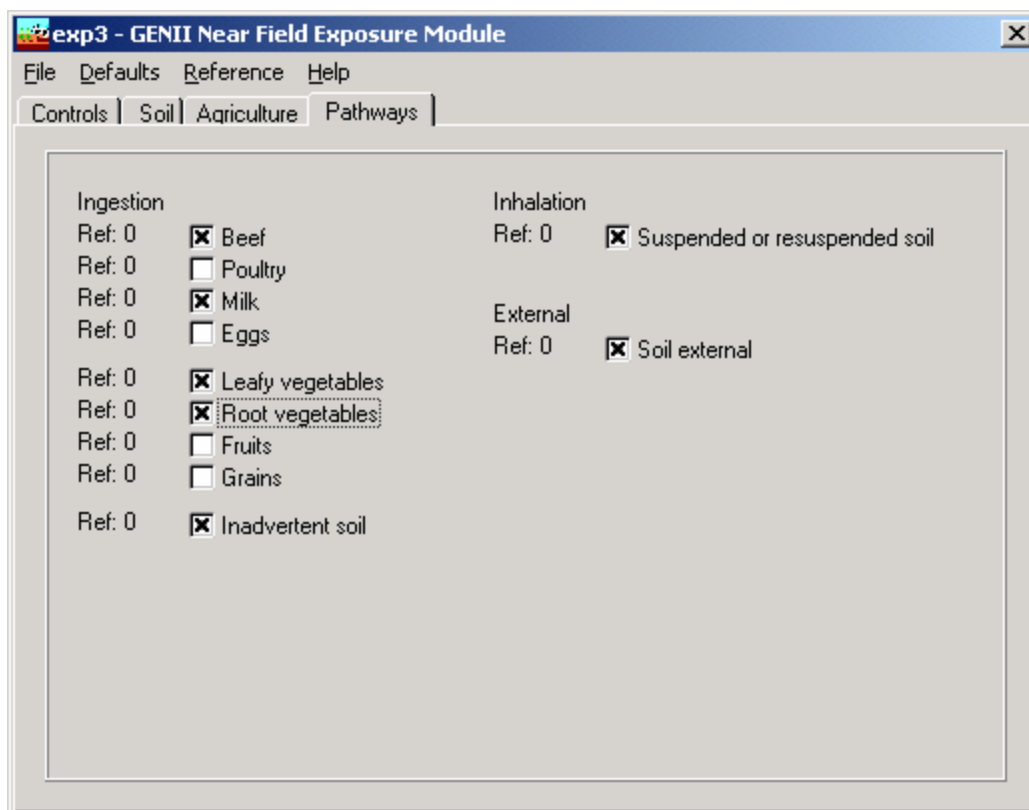 exp3 - GENII Near Field Exposure Module
File Defaults Reference Help
Controls Soil Agriculture Pathways
Ingestion
Ref: 0 Beef
Ref: 0 Poultry
Ref: 0 Milk
Ref: 0 Eggs
Ref: 0 Leafy vegetables
Ref: 0 Root vegetables
Ref: 0 Fruits
Ref: 0 Grains
Ref: 0 Inadvertent soil
Inhalation
Ref: 0 Suspended or resuspended soil
External
Ref: 0 Soil external